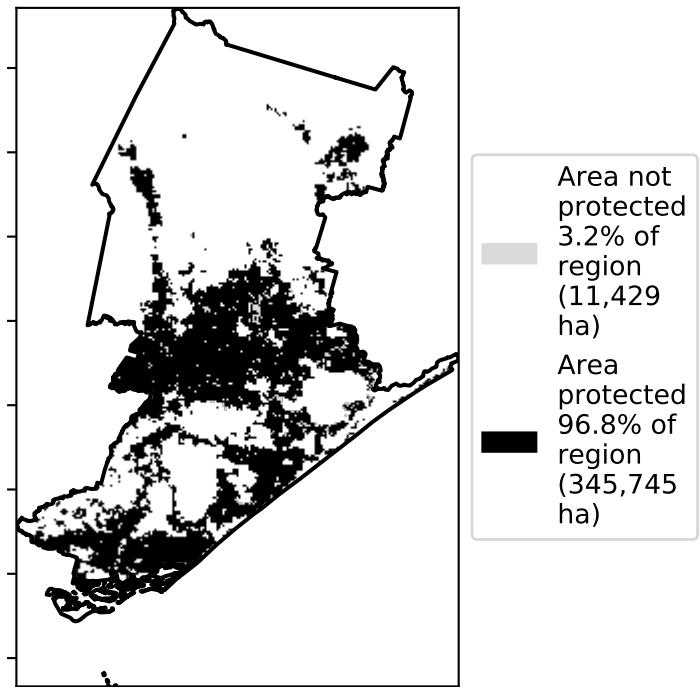 Area not
protected
3.2% of
region
(11,429
ha)
Area
protected
96.8% of
region
(345,745
ha)